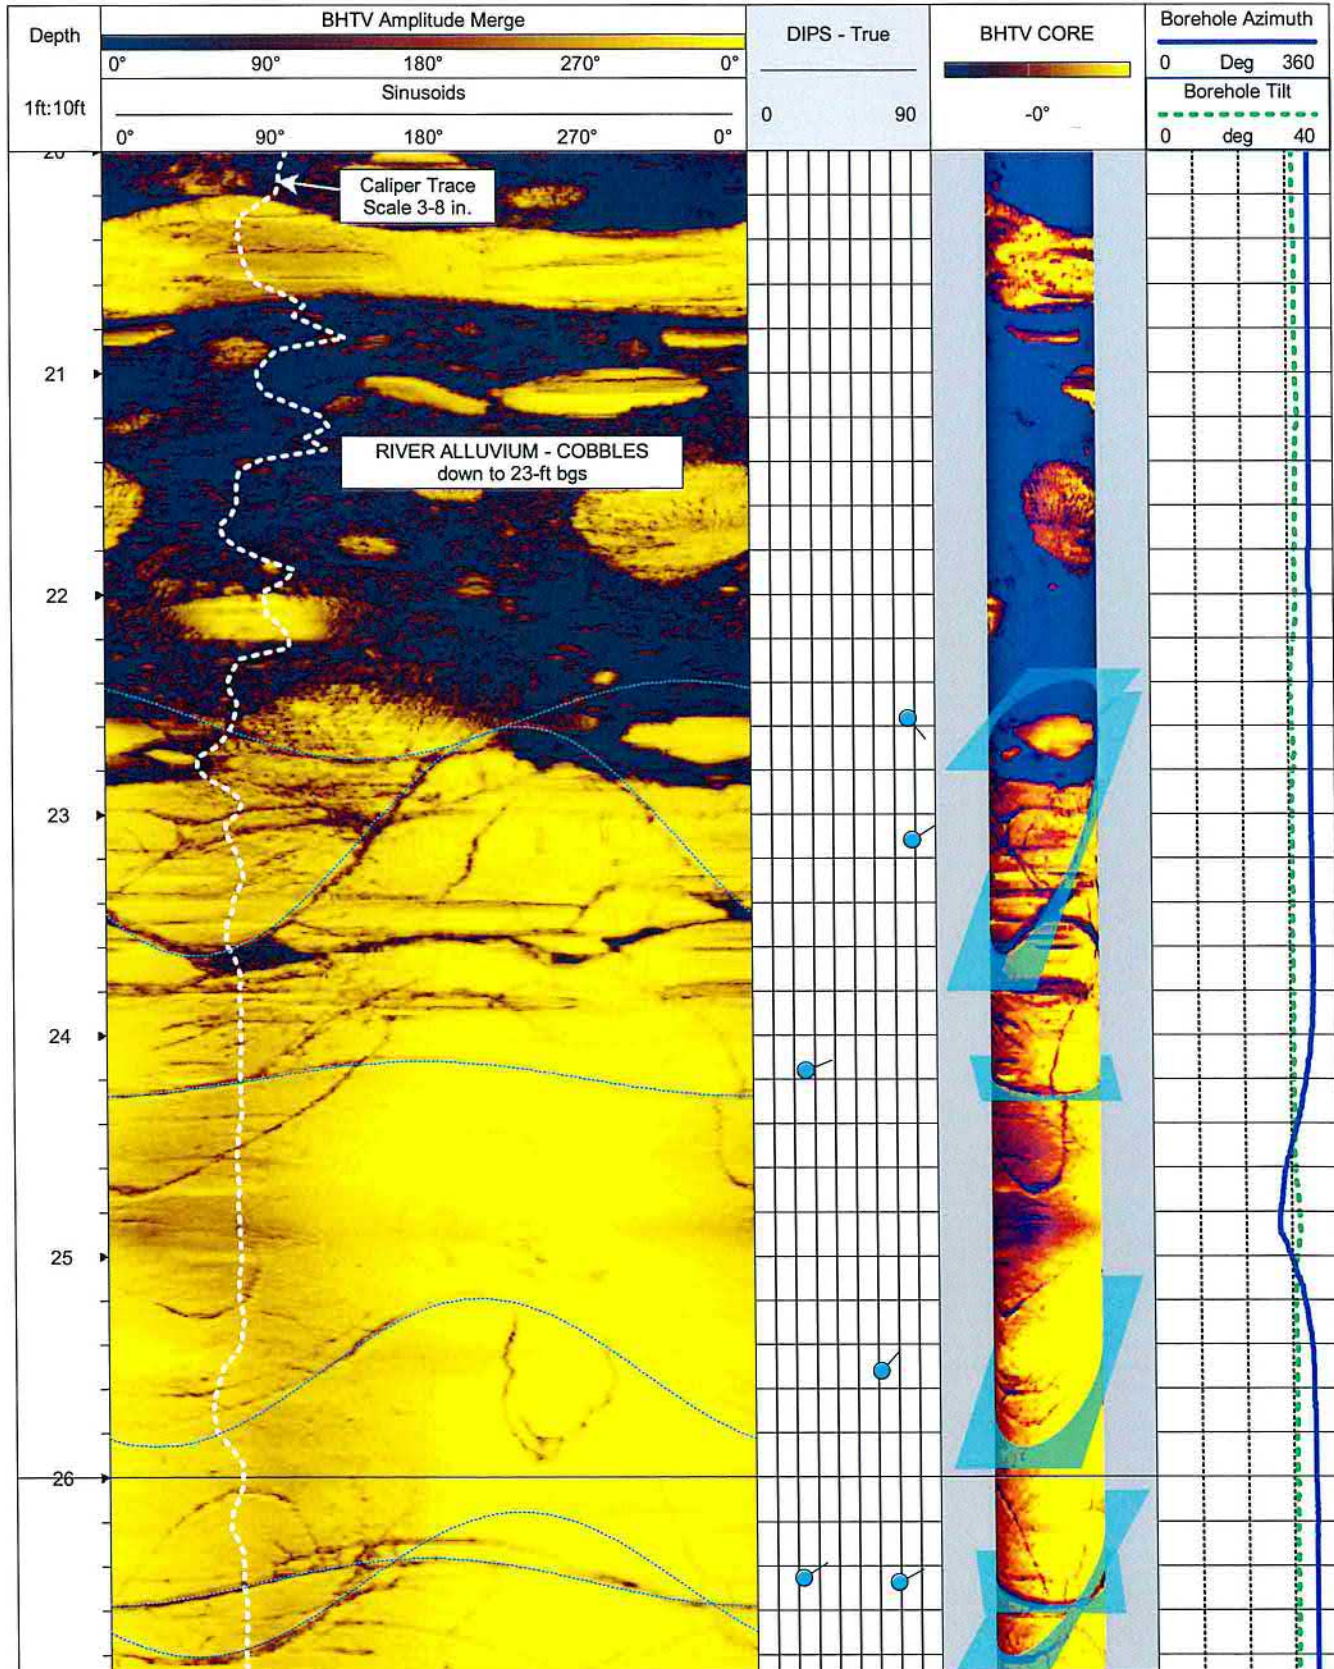 Depth
1ft:10ft
BHTV Amplitude Merge
0° 90° 180° 270° 0°
Sinusoids
0° 90° 180° 270° 0°
DIPS - True
0 90
BHTV CORE
-0°
Borehole Azimuth
0 Deg 360
Borehole Tilt
0 deg 40
20
Caliper Trace
Scale 3-8 in.
21
RIVER ALLUVIUM - COBBLES
down to 23-ft bgs
22
23
24
25
26